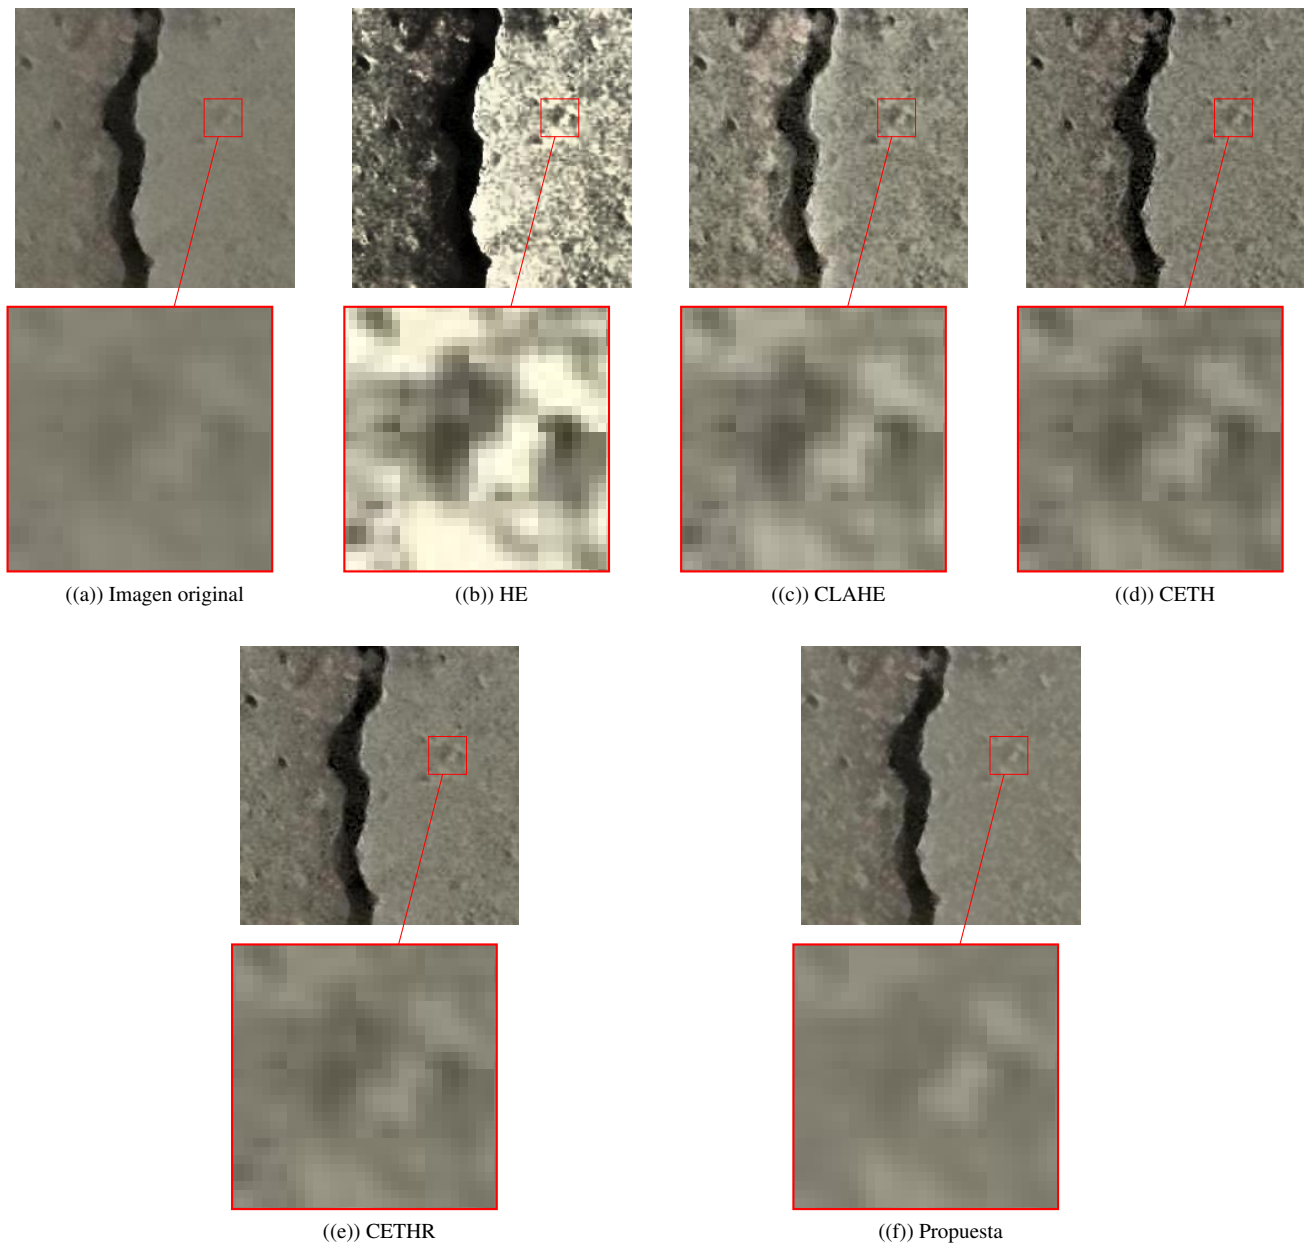 ((a)) Imagen original
((b)) HE
((c)) CLAHE
((d)) CETH
((e)) CETHR
((f)) Propuesta